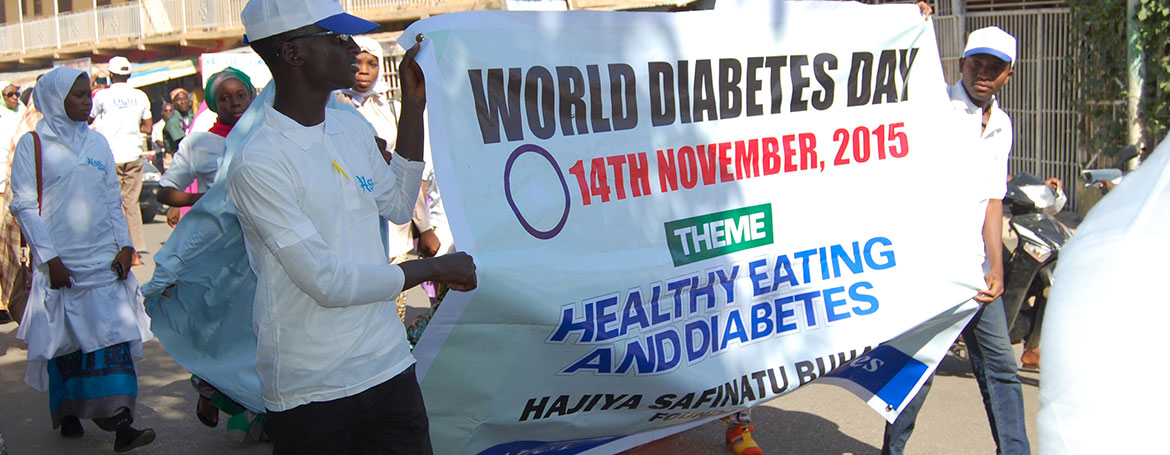 WORLD DIABETES DAY
14TH NOVEMBER, 2015
THEME
HEALTHY EATING
AND DIABETES
HAJIYA SAFINATU